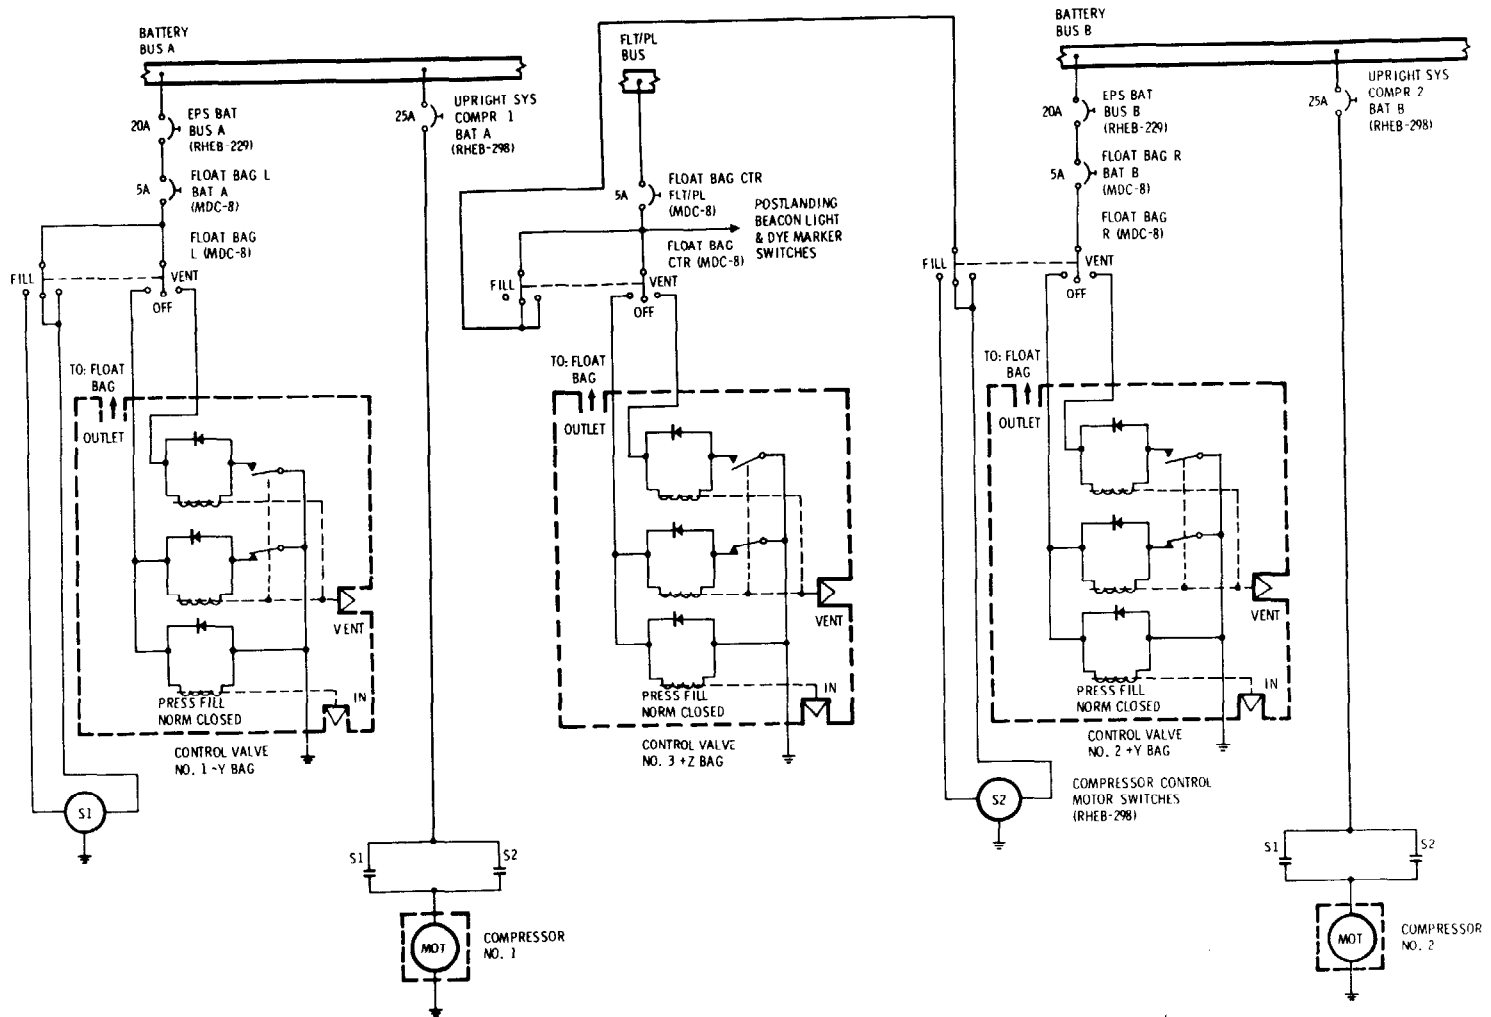 BATTERY
BUS A
20A
EPS BAT
BUS A
(RHEB-229)
5A
FLOAT BAG L
BAT A
(MDC-8)
FLOAT BAG
L (MDC-8)
FILL
VENT
OFF
25A
UPRIGHT SYS
COMPR 1
BAT A
(RHEB-298)
TO: FLOAT
BAG
OUTLET
VENT
IN
PRESS FILL
NORM CLOSED
CONTROL VALVE
NO. 1 -Y BAG
S1
S1
S2
MOT
COMPRESSOR
NO. 1
FLT/PL
BUS
5A
FLOAT BAG CTR
FLT/PL
(MDC-8)
POSTLANDING
BEACON LIGHT
& DYE MARKER
SWITCHES
FLOAT BAG
CTR (MDC-8)
FILL
VENT
OFF
TO: FLOAT
BAG
OUTLET
VENT
IN
PRESS FILL
NORM CLOSED
CONTROL VALVE
NO. 3 +Z BAG
BATTERY
BUS B
20A
EPS BAT
BUS B
(RHEB-229)
5A
FLOAT BAG R
BAT B
(MDC-8)
FLOAT BAG
R (MDC-8)
FILL
VENT
OFF
25A
UPRIGHT SYS
COMPR 2
BAT B
(RHEB-298)
TO: FLOAT
BAG
OUTLET
VENT
IN
PRESS FILL
NORM CLOSED
CONTROL VALVE
NO. 2 +Y BAG
S2
COMPRESSOR CONTROL
MOTOR SWITCHES
(RHEB-298)
S1
S2
MOT
COMPRESSOR
NO. 2